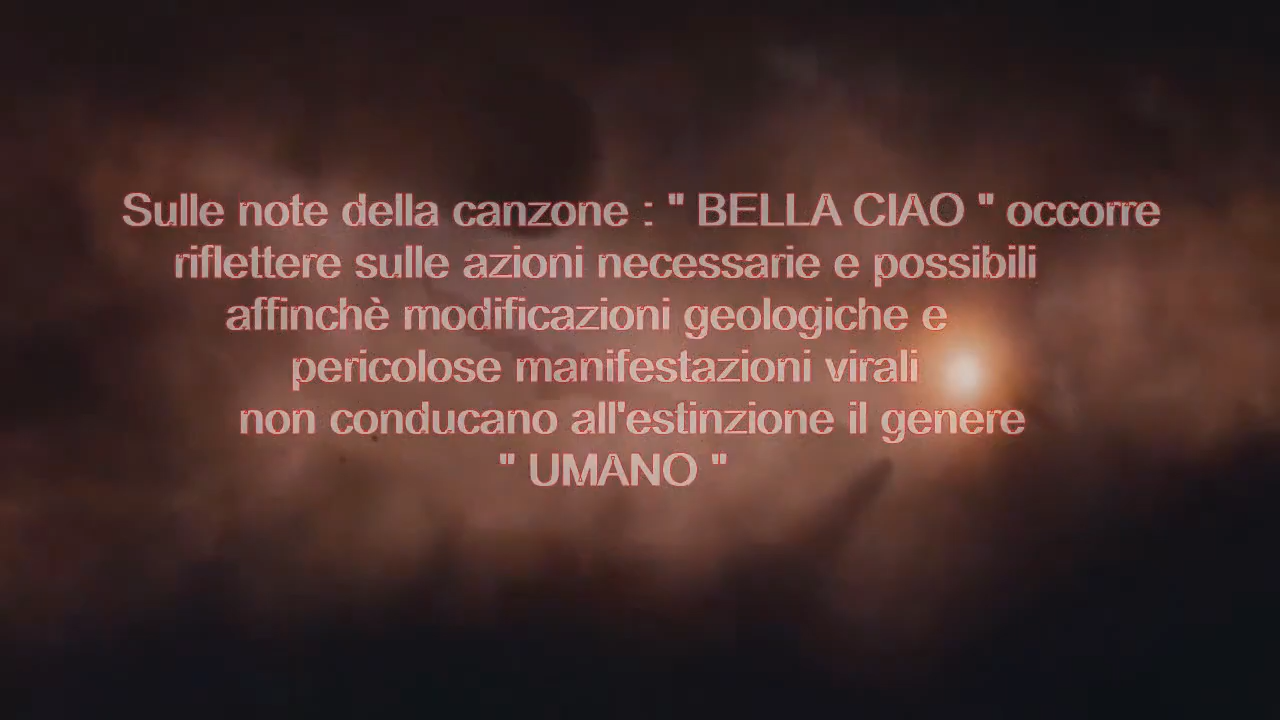 Sulle note della canzone : " BELLA CIAO " occorre
riflettere sulle azioni necessarie e possibili
affinchè modificazioni geologiche e
pericolose manifestazioni virali
non conducano all'estinzione il genere
" UMANO "